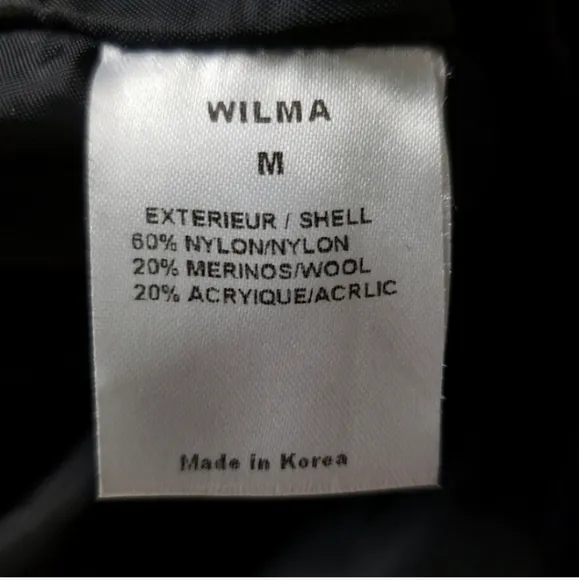 WILMA
M
EXTERIEUR / SHELL
60% NYLON/NYLON
20% MERINOS/WOOL
20% ACRYIQUE/ACRLIC
Made in Korea